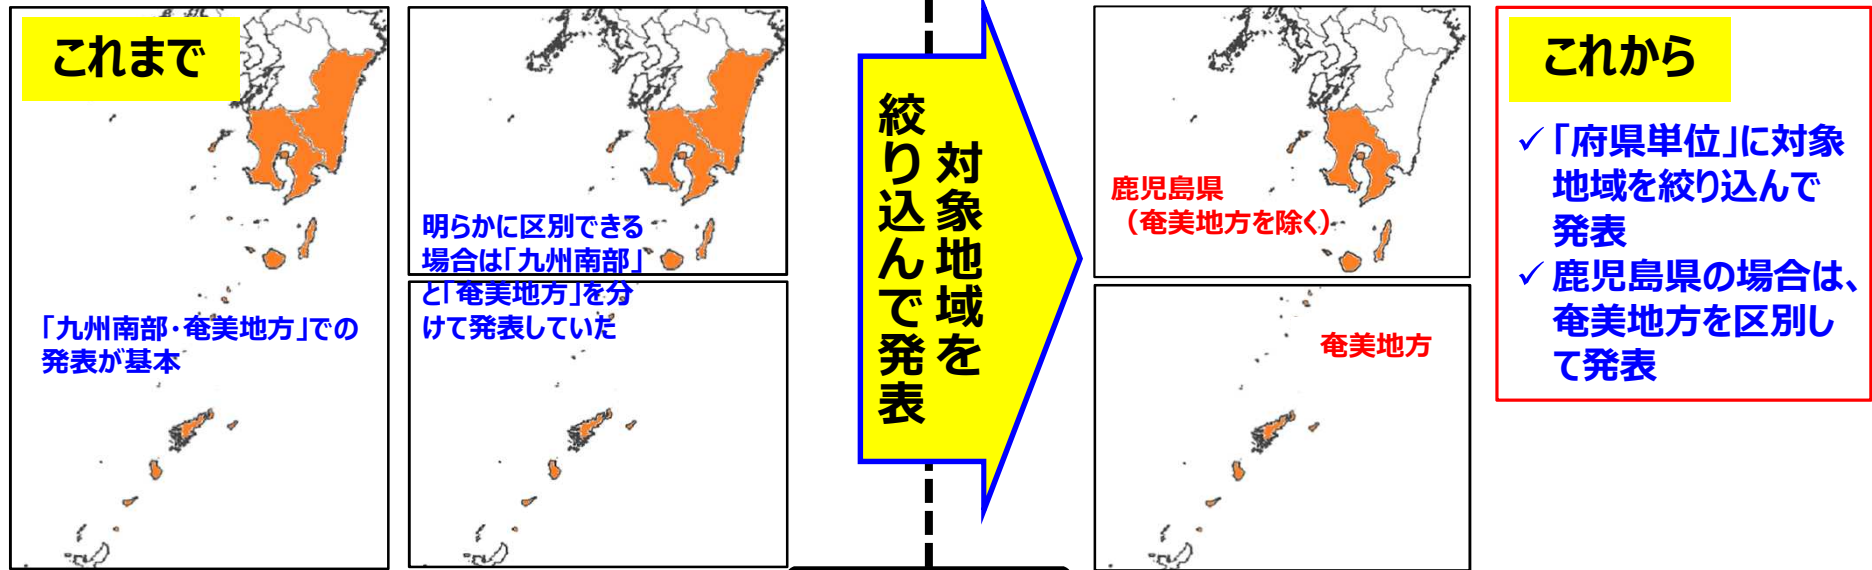 これまで
「九州南部・奄美地方」での
発表が基本
明らかに区別できる
場合は「九州南部」
と「奄美地方」を分
けて発表していた
対象地域を
絞り込んで発表
鹿児島県
（奄美地方を除く）
奄美地方
これから
✓「府県単位」に対象
地域を絞り込んで
発表
✓鹿児島県の場合は、
奄美地方を区別し
て発表